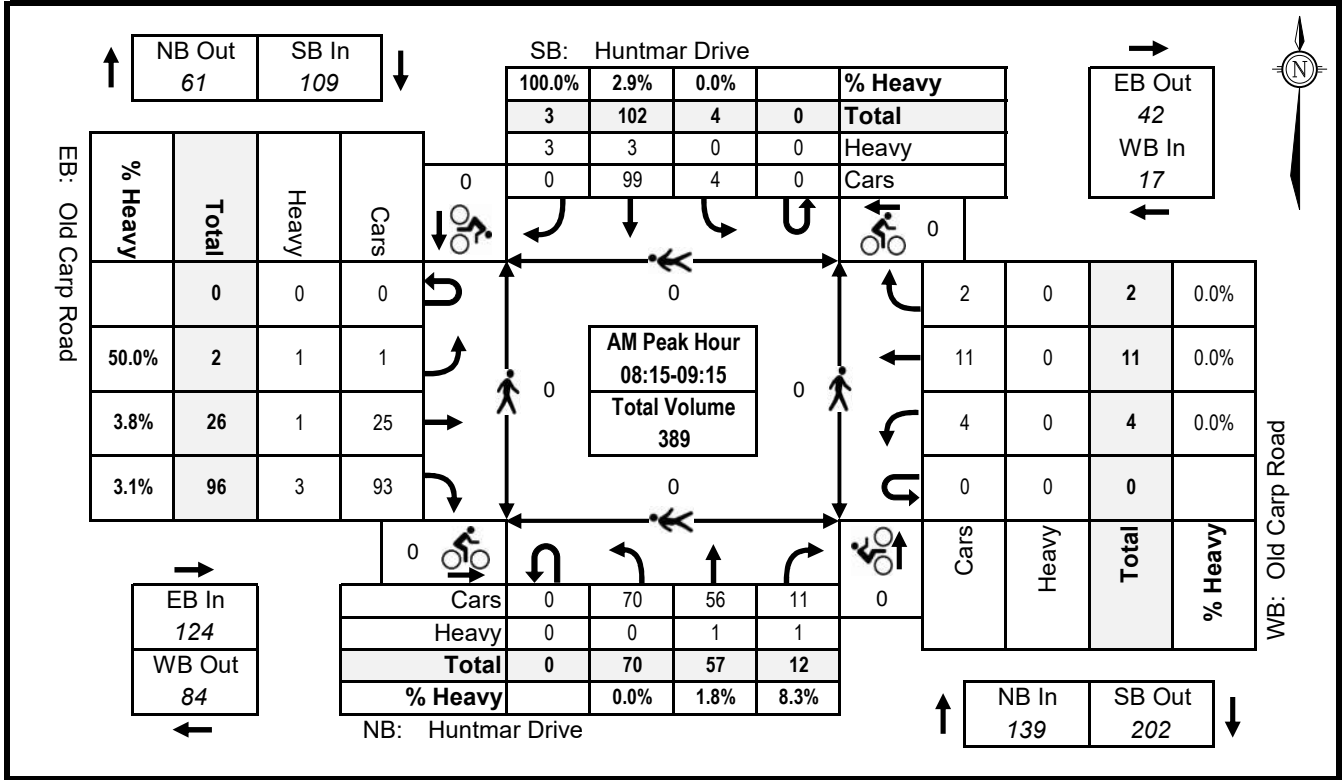 NB Out SB In
61 109
SB: Huntmar Drive
100.0% 2.9% 0.0% % Heavy
3 102 4 0 Total
3 3 0 0 Heavy
0 99 4 0 Cars
EB Out
42
WB In
17
N
EB: Old Carp Road
% Heavy Total Heavy Cars
0 0 0
50.0% 2 1 1
3.8% 26 1 25
3.1% 96 3 93
0
0
0
0
AM Peak Hour
08:15-09:15
Total Volume
389
0
0
2 0 2 0.0%
11 0 11 0.0%
4 0 4 0.0%
0 0 0
Cars Heavy Total % Heavy
WB: Old Carp Road
0
0
EB In
124
WB Out
84
Cars 0 70 56 11
Heavy 0 0 1 1
Total 0 70 57 12
% Heavy 0.0% 1.8% 8.3%
NB: Huntmar Drive
NB In SB Out
139 202